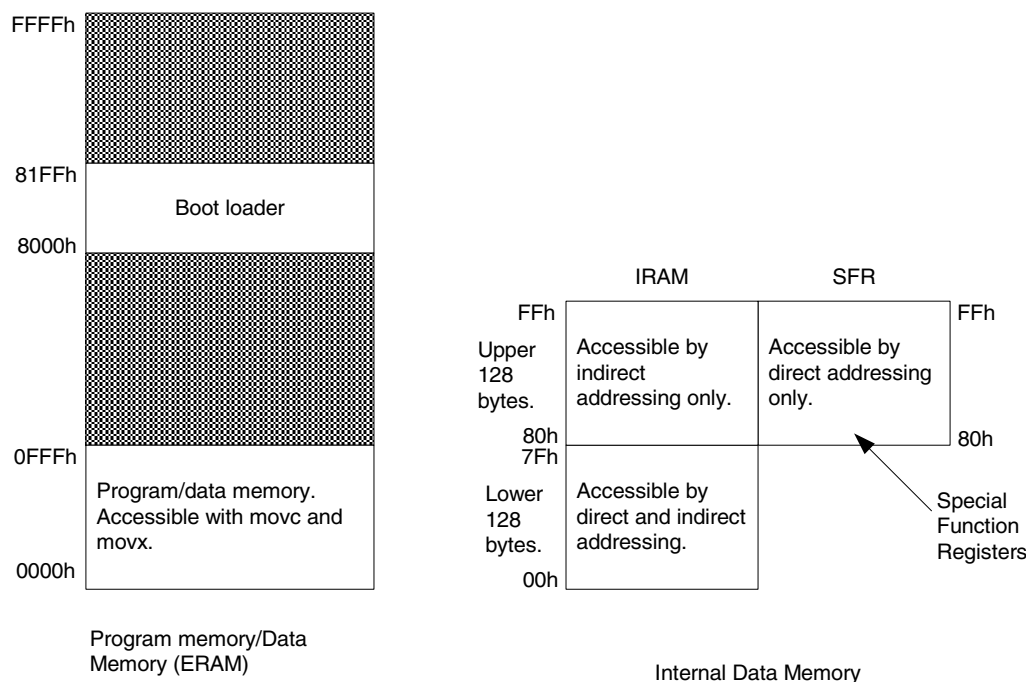 FFFFh
81FFh
Boot loader
8000h
0FFFh
Program/data memory.
Accessible with movc and
movx.
0000h
Program memory/Data
Memory (ERAM)
IRAM
SFR
FFh
FFh
Upper
128
bytes.
Accessible by
indirect
addressing only.
Accessible by
direct addressing
only.
80h
80h
7Fh
Lower
128
bytes.
Accessible by
direct and indirect
addressing.
00h
Special
Function
Registers
Internal Data Memory